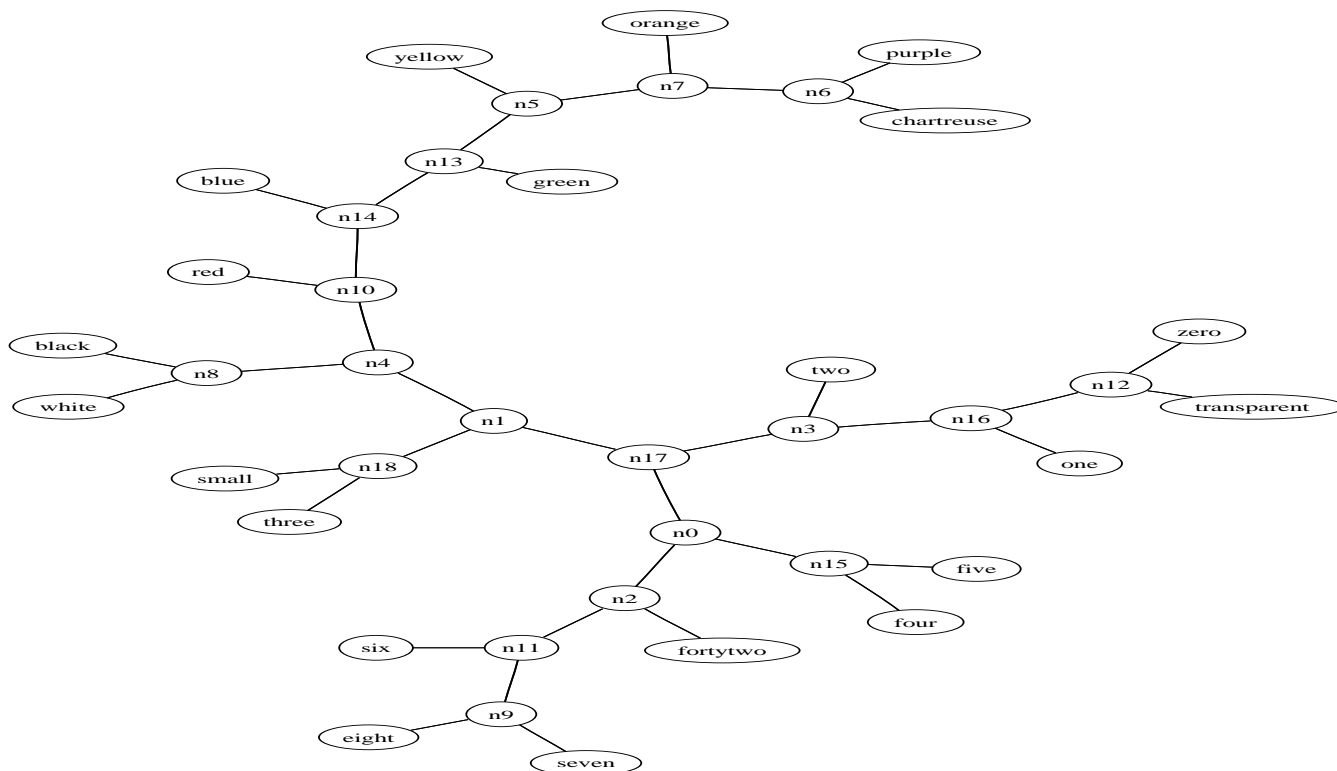 orange
purple
yellow
n7
n6
n5
chartreuse
n13
green
blue
n14
red
n10
zero
black
n4
two
n8
n12
white
transparent
n1
n3
n16
n17
one
n18
small
three
n0
n15
five
n2
four
six
n11
fortytwo
n9
eight
seven